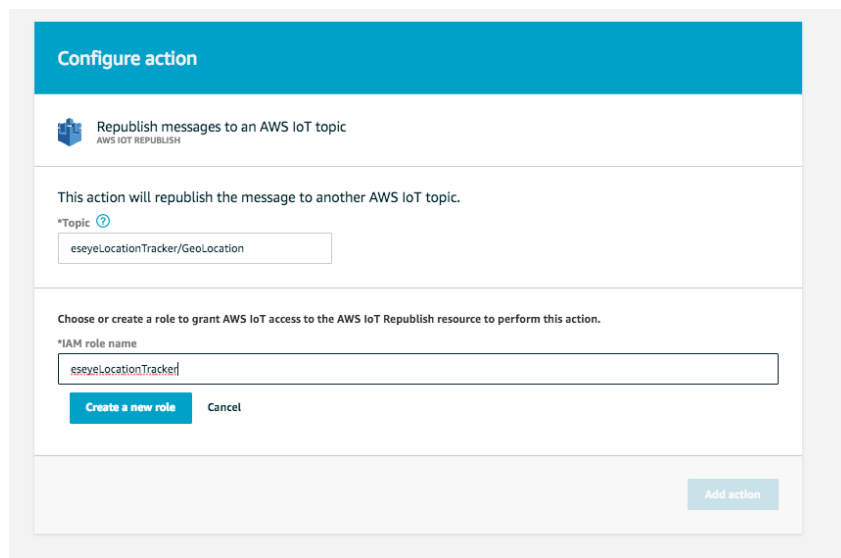 Configure action
Republish messages to an AWS IoT topic
AWS IOT REPUBLISH
This action will republish the message to another AWS IoT topic.
*Topic ?
eseyeLocationTracker/GeoLocation
Choose or create a role to grant AWS IoT access to the AWS IoT Republish resource to perform this action.
*IAM role name
eseyeLocationTracker
Create a new role Cancel
Add action